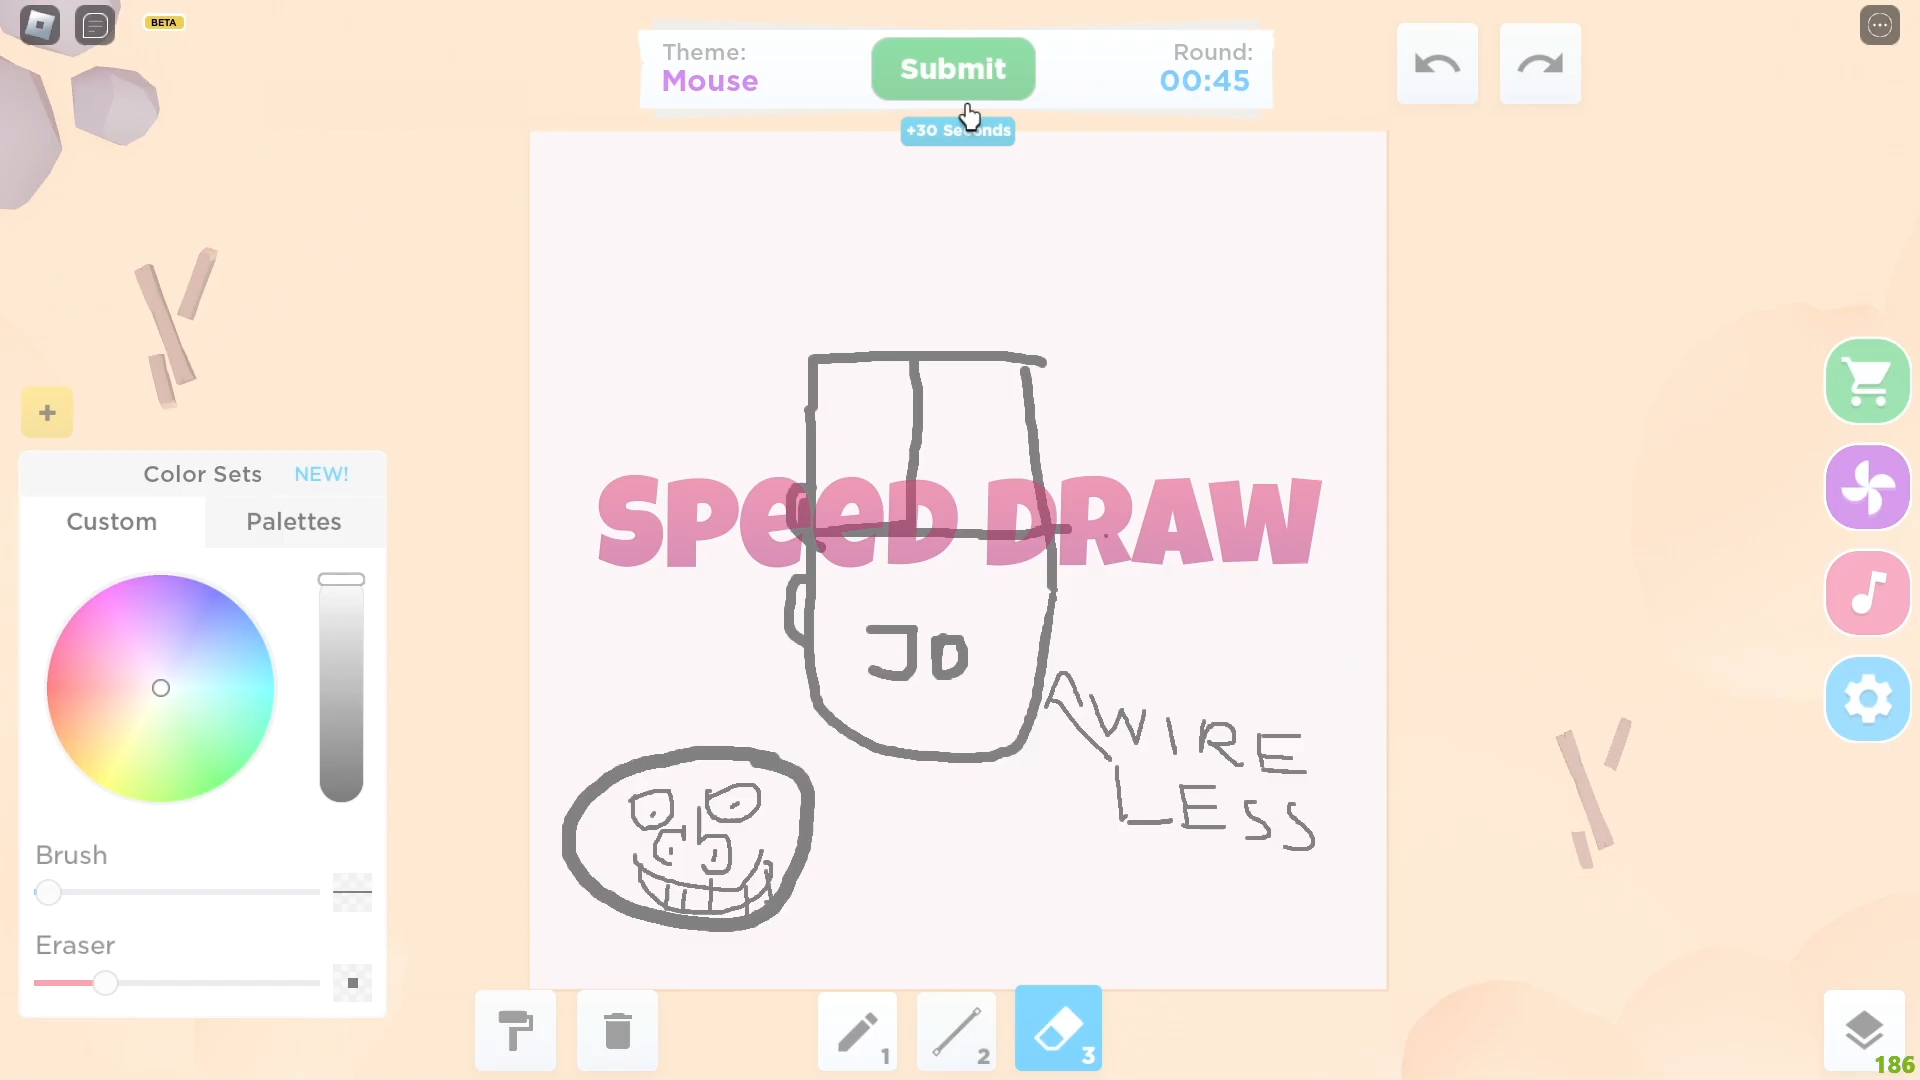 BETA
Theme:
Mouse
Submit
Round:
00:45
+30 Seconds
Color Sets NEW!
Custom Palettes
SPEED DRAW
JD
WIRE
LESS
Brush
Eraser
1
2
3
186